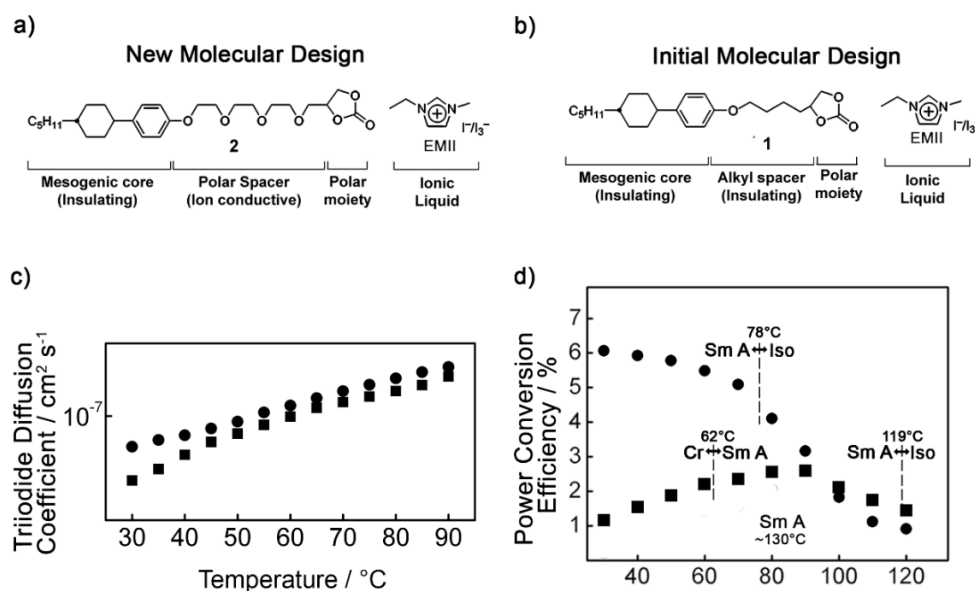 a)
New Molecular Design
C5H11
O
O
O
O
O
O
O
2
N
⊕
N
I⁻/I3⁻
EMII
Mesogenic core
(Insulating)
Polar Spacer
(Ion conductive)
Polar
moiety
Ionic
Liquid
b)
Initial Molecular Design
C5H11
O
O
O
O
1
N
⊕
N
I⁻/I3
EMII
Mesogenic core
(Insulating)
Alkyl spacer
(Insulating)
Polar
moiety
Ionic
Liquid
c)
Triiodide Diffusion
Coefficient / cm² s⁻¹
10⁻⁷
30 40 50 60 70 80 90
Temperature / °C
d)
Power Conversion
Efficiency / %
7
6
5
4
3
2
1
78°C
Sm A↔Iso
62°C
Cr↔Sm A
119°C
Sm A↔Iso
Sm A
~130°C
40 60 80 100 120